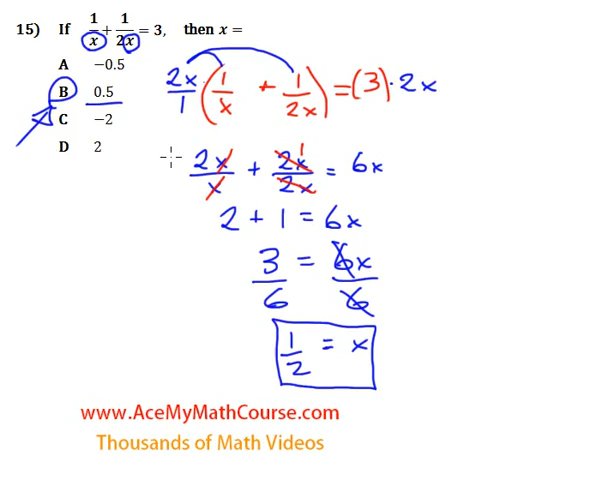 15) If 1/x + 1/2x = 3, then x =
A −0.5
B 0.5
C −2
D 2
2x/1 (1/x + 1/2x) = (3) · 2x
2x/x + 2x/2x 1 = 6x
2 + 1 = 6x
3/6 = 6x/6
1/2 = x
www.AceMyMathCourse.com
Thousands of Math Videos